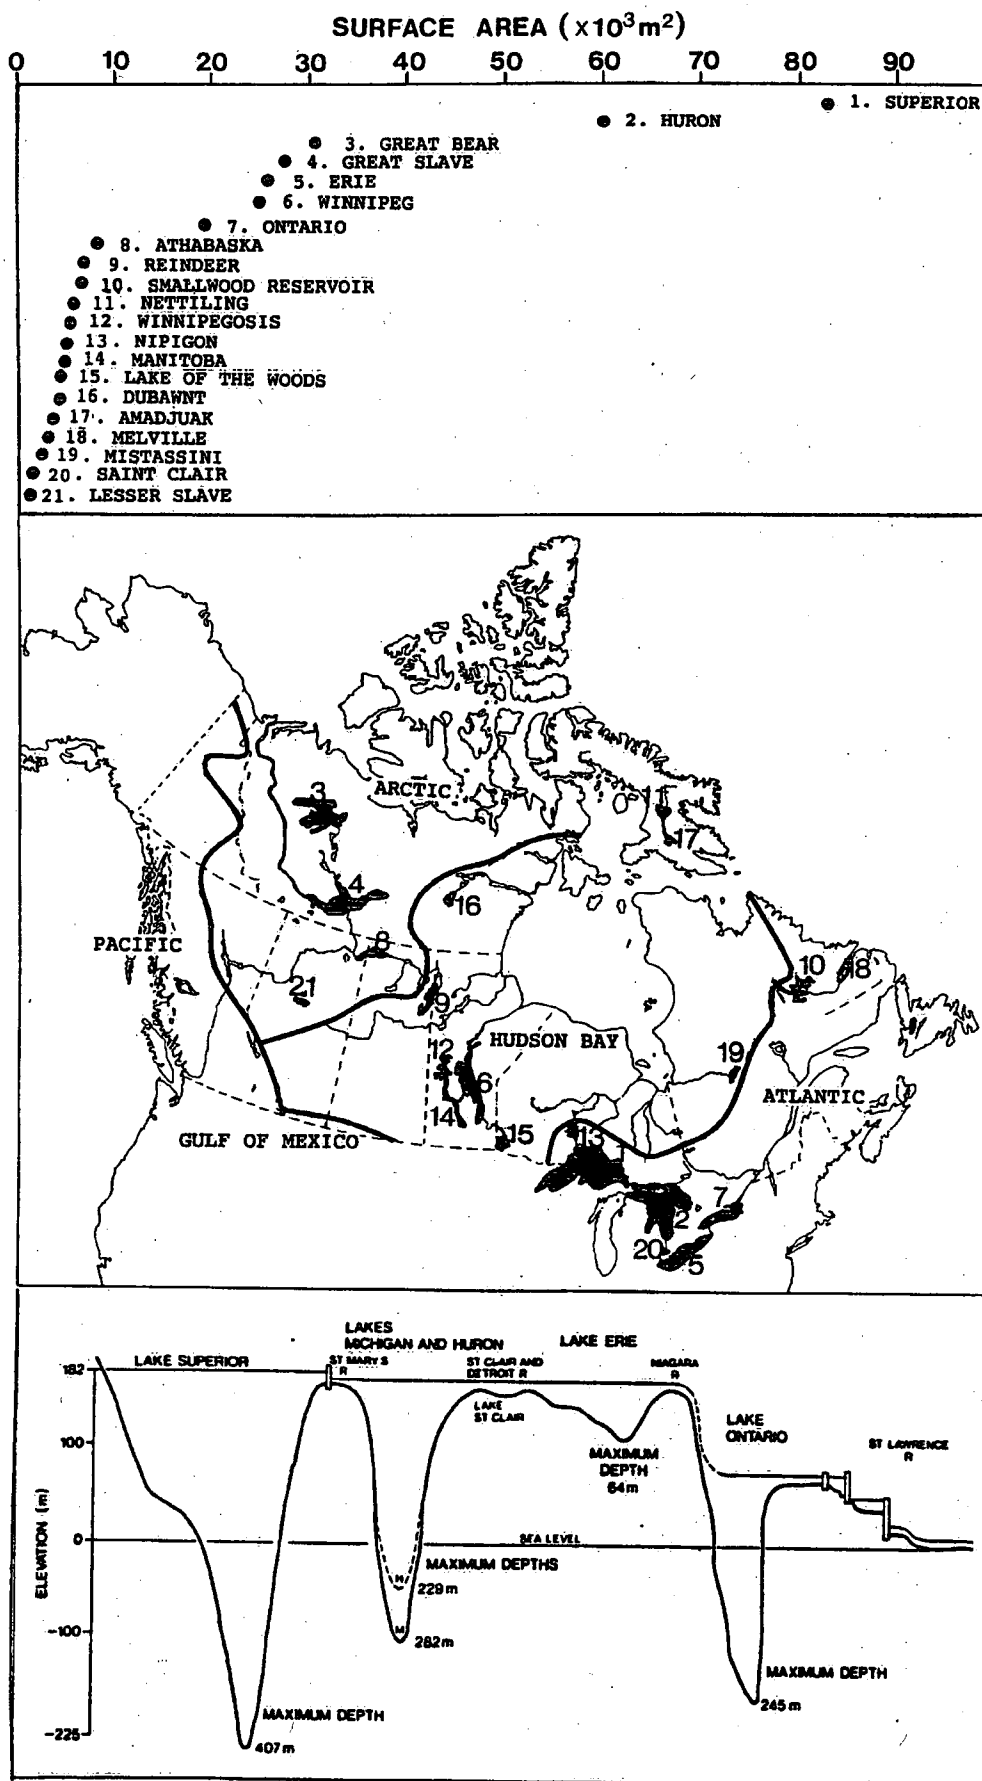 SURFACE AREA (×10³m²)
0 10 20 30 40 50 60 70 80 90
1. SUPERIOR
2. HURON
3. GREAT BEAR
4. GREAT SLAVE
5. ERIE
6. WINNIPEG
7. ONTARIO
8. ATHABASKA
9. REINDEER
10. SMALLWOOD RESERVOIR
11. NETTILING
12. WINNIPEGOSIS
13. NIPIGON
14. MANITOBA
15. LAKE OF THE WOODS
16. DUBAWNT
17. AMADJUAK
18. MELVILLE
19. MISTASSINI
20. SAINT CLAIR
21. LESSER SLAVE
3
ARCTIC
11
17
4
16
PACIFIC
8
10
18
21
9
HUDSON BAY
12
19
6
ATLANTIC
14
GULF OF MEXICO
15
13
1
7
2
20
5
LAKES
MICHIGAN AND HURON
LAKE ERIE
LAKE SUPERIOR
ST MARY S
R
ST CLAIR AND
DETROIT R
NIAGARA
R
182
LAKE
ST CLAIR
LAKE
ONTARIO
ST LAWRENCE
R
100
MAXIMUM
DEPTH
64m
ELEVATION (m)
0
SEA LEVEL
MAXIMUM DEPTHS
H
229m
-100
M
282m
MAXIMUM DEPTH
245m
MAXIMUM DEPTH
-225
407m